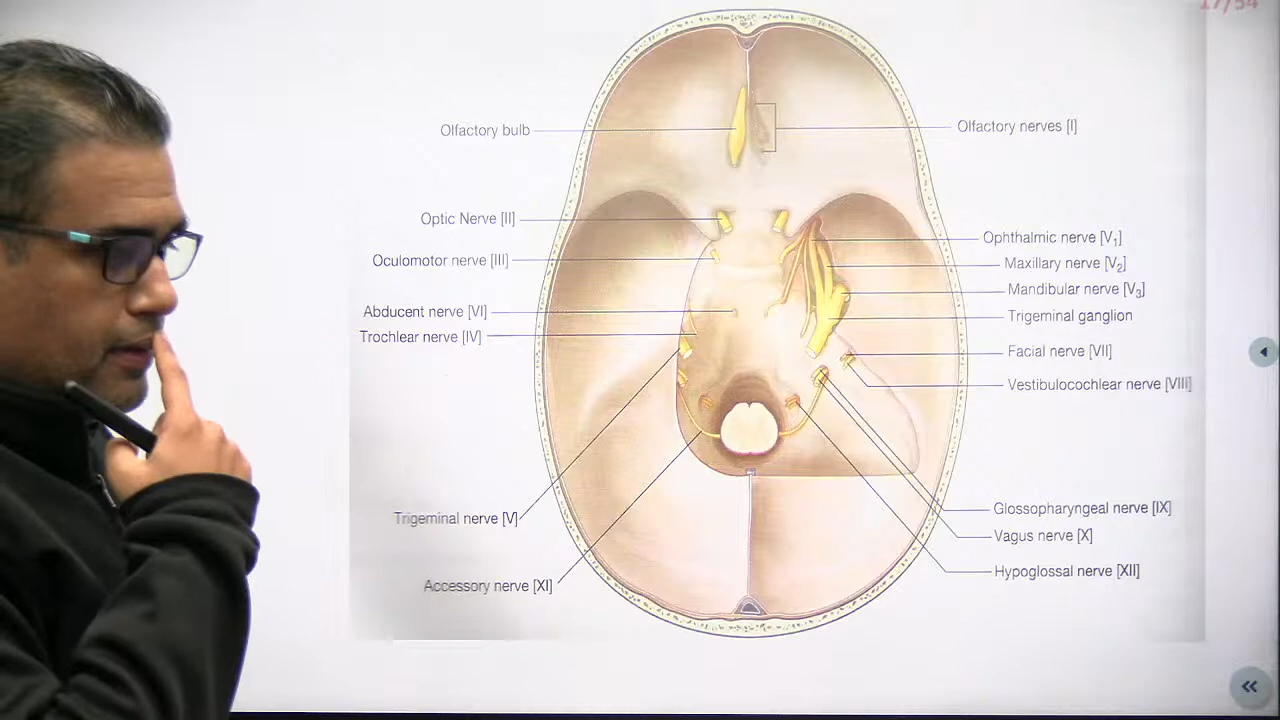 17/54
Olfactory bulb
Olfactory nerves [I]
Optic Nerve [II]
Oculomotor nerve [III]
Abducent nerve [VI]
Trochlear nerve [IV]
Ophthalmic nerve [V₁]
Maxillary nerve [V₂]
Mandibular nerve [V₃]
Trigeminal ganglion
Facial nerve [VII]
Vestibulocochlear nerve [VIII]
Trigeminal nerve [V]
Accessory nerve [XI]
Glossopharyngeal nerve [IX]
Vagus nerve [X]
Hypoglossal nerve [XII]